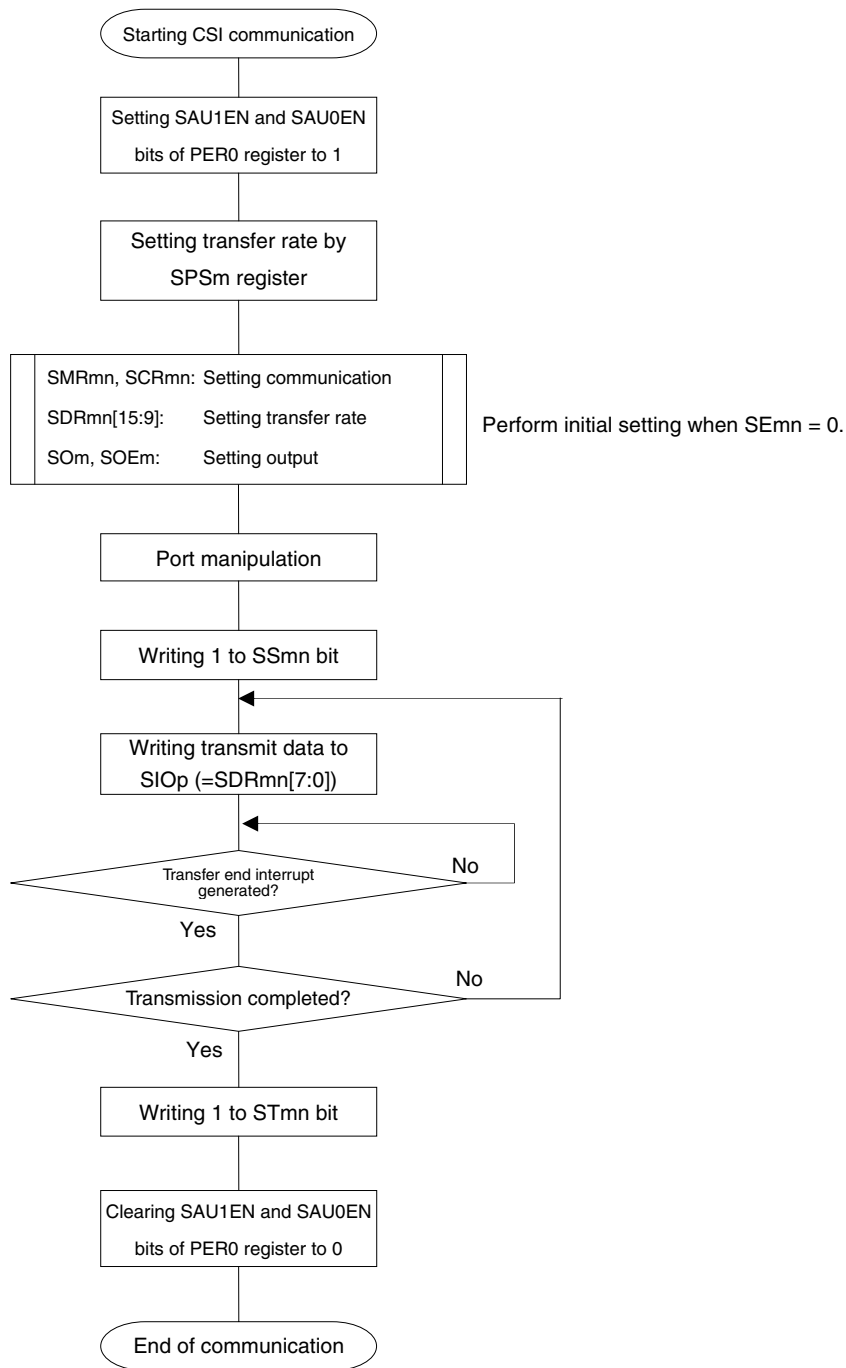 Starting CSI communication
Setting SAU1EN and SAU0EN
bits of PER0 register to 1
Setting transfer rate by
SPSm register
SMRmn, SCRmn: Setting communication
SDRmn[15:9]: Setting transfer rate
SOm, SOEm: Setting output
Perform initial setting when SEmn = 0.
Port manipulation
Writing 1 to SSmn bit
Writing transmit data to
SIOp (=SDRmn[7:0])
Transfer end interrupt
generated?
No
Yes
Transmission completed?
No
Yes
Writing 1 to STmn bit
Clearing SAU1EN and SAU0EN
bits of PER0 register to 0
End of communication